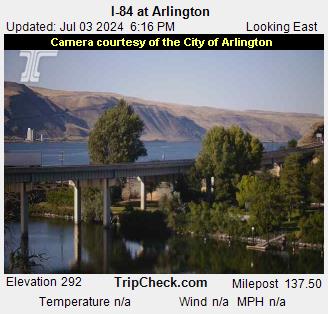 I-84 at Arlington
Updated: Jul 03 2024 6:16 PM Looking East
Camera courtesy of the City of Arlington
Elevation 292 TripCheck.com Milepost 137.50
Temperature n/a Wind n/a MPH n/a